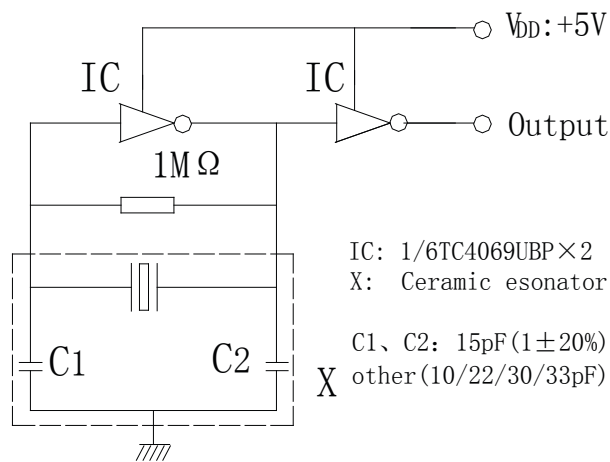 VDD:+5V
IC
IC
Output
1MΩ
IC: 1/6TC4069UBP×2
X: Ceramic esonator
C1
C2
X
C1、C2: 15pF(1±20%)
other(10/22/30/33pF)